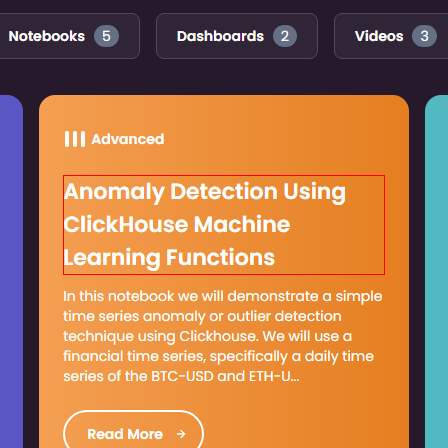 Notebooks 5 Dashboards 2 Videos 3
Advanced
Anomaly Detection Using
ClickHouse Machine
Learning Functions
In this notebook we will demonstrate a simple
time series anomaly or outlier detection
technique using Clickhouse. We will use a
financial time series, specifically a daily time
series of the BTC-USD and ETH-U...
Read More →